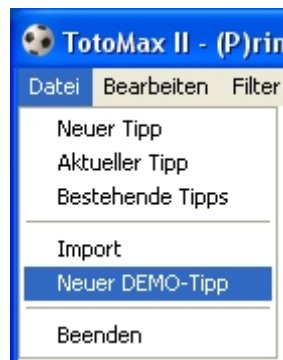 TotoMax II - (P)rin
Datei Bearbeiten Filter
Neuer Tipp
Aktueller Tipp
Bestehende Tipps
Import
Neuer DEMO-Tipp
Beenden